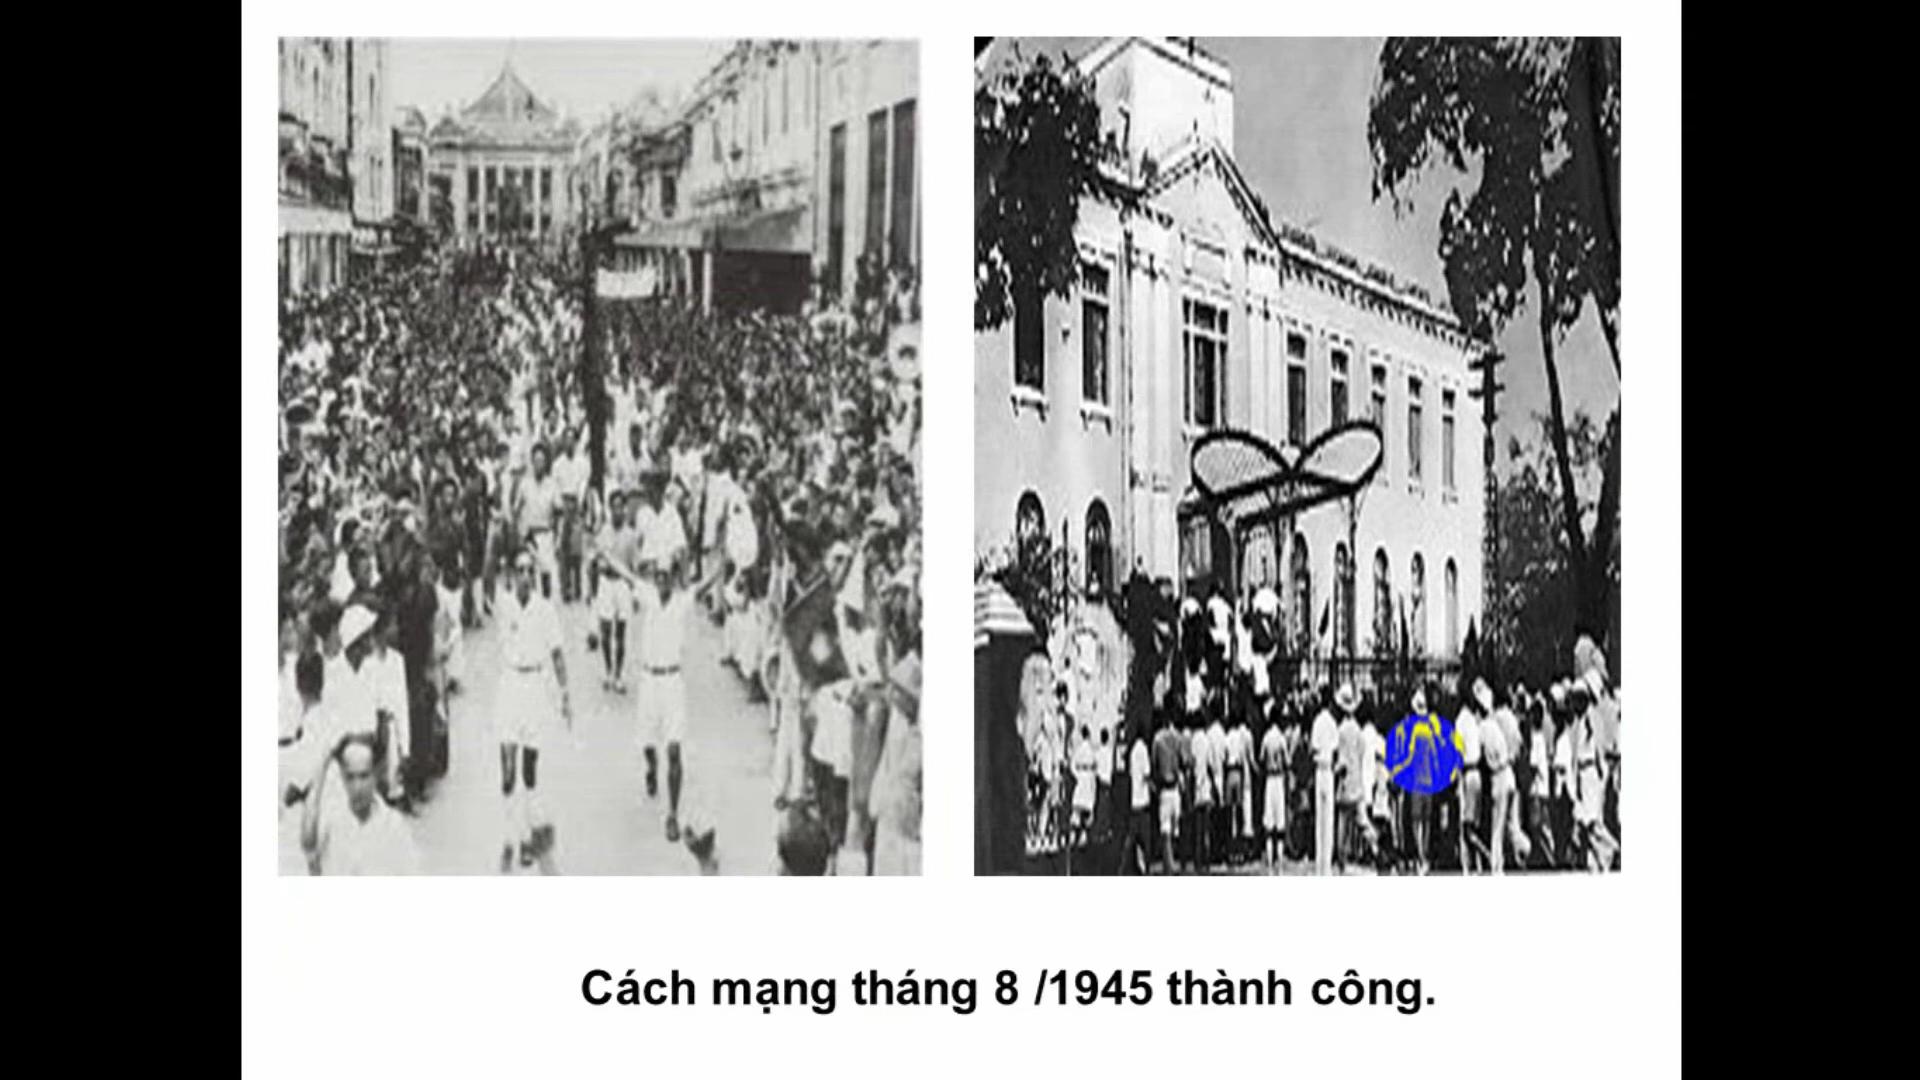 Cách mạng tháng 8 /1945 thành công.